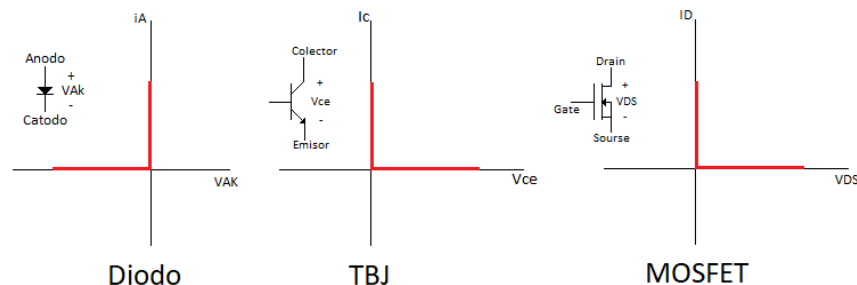 iA
Anodo
+
VAk
-
Catodo
VAK
Diodo
Ic
Colector
+
Vce
-
Emisor
Vce
TBJ
ID
Drain
+
Gate
VDS
-
Sourse
VDS
MOSFET